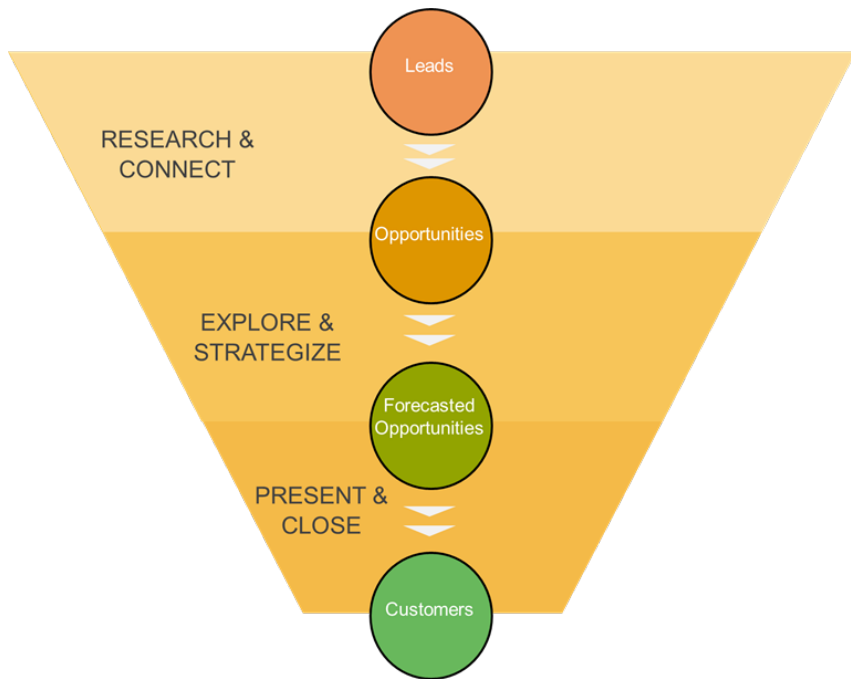 Leads
RESEARCH &
CONNECT
Opportunities
EXPLORE &
STRATEGIZE
Forecasted
Opportunities
PRESENT &
CLOSE
Customers